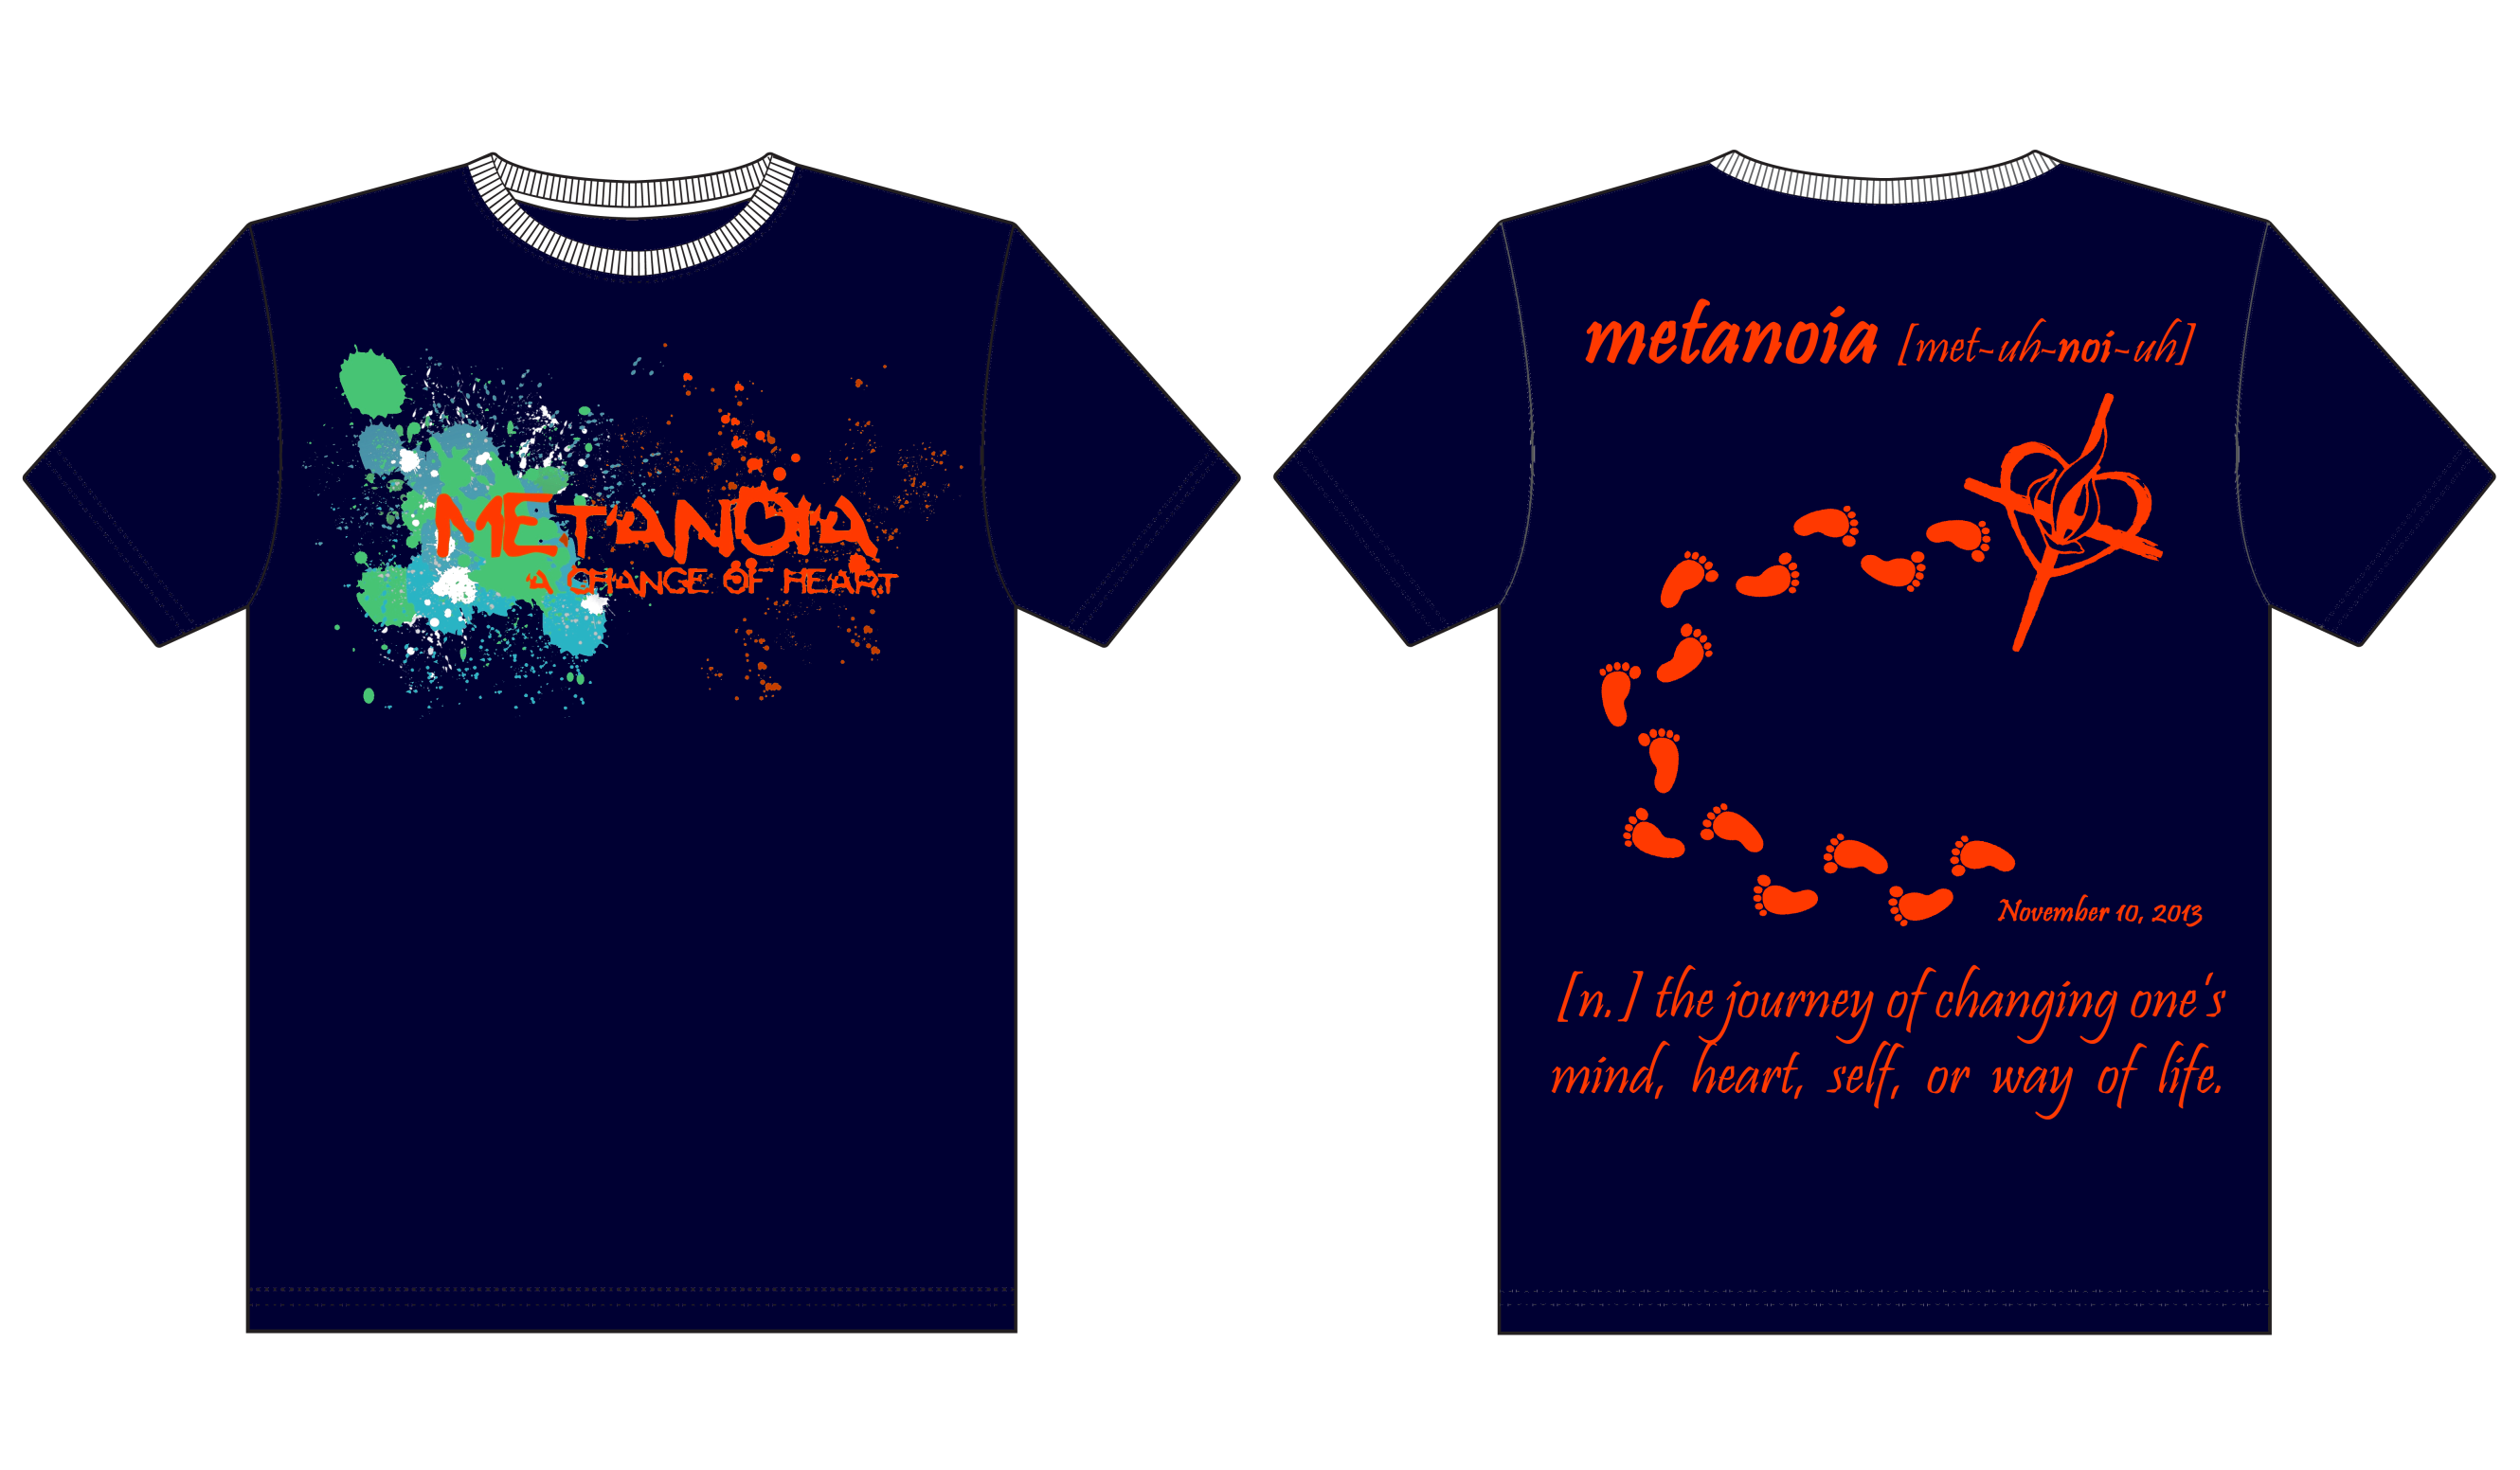 METANOIA
A CHANGE OF HEART
metanoia [met-uh-noi-uh]
November 10, 2013
[n.] the journey of changing one's
mind, heart, self, or way of life.